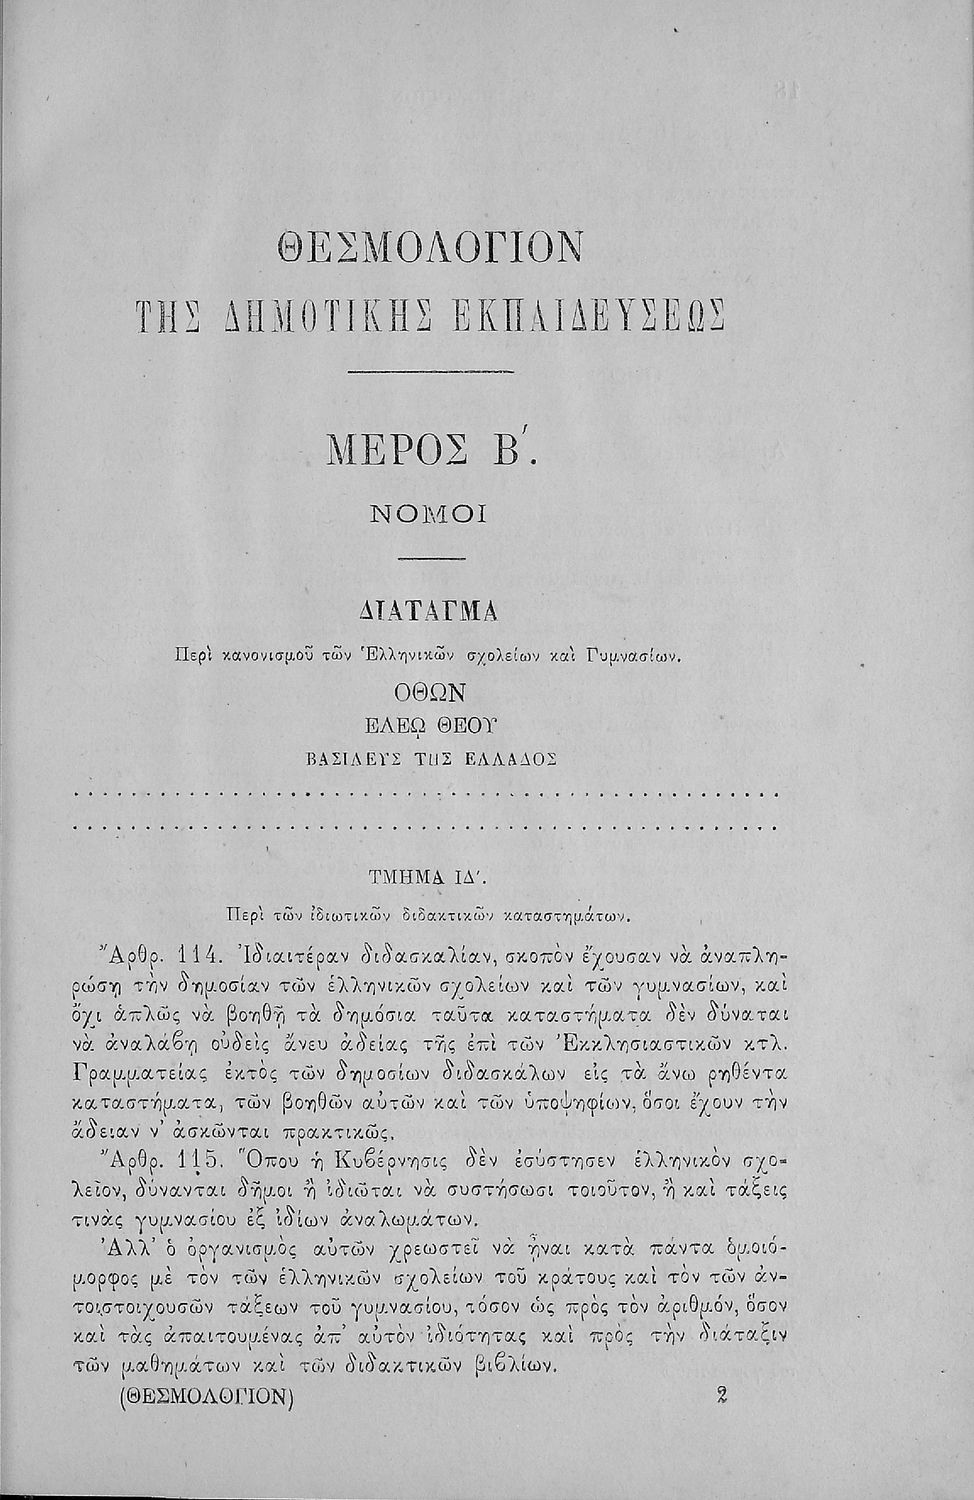 ΘΕΣΜΟΛΟΓΙΟΝ
ΤΗΣ ΔΗΜΟΤΙΚΗΣ ΕΚΠΑΙΔΕΥΣΕΩΣ
ΜΕΡΟΣ Β΄.
ΝΟΜΟΙ
ΔΙΑΤΑΓΜΑ
Περὶ κανονισμοῦ τῶν Ἑλληνικῶν σχολείων καὶ Γυμνασίων.
ΟΘΩΝ
ΕΛΕῼ ΘΕΟΥ
ΒΑΣΙΛΕΥΣ ΤΗΣ ΕΛΛΑΔΟΣ
ΤΜΗΜΑ ΙΔ΄.
Περὶ τῶν ἰδιωτικῶν διδακτικῶν καταστημάτων.
Ἄρθρ. 114. Ἰδιαιτέραν διδασκαλίαν, σκοπὸν ἔχουσαν νὰ ἀναπλη-
ρώσῃ τὴν δημοσίαν τῶν ἑλληνικῶν σχολείων καὶ τῶν γυμνασίων, καὶ
ὄχι ἁπλῶς νὰ βοηθῇ τὰ δημόσια ταῦτα καταστήματα δὲν δύναται
νὰ ἀναλάβῃ οὐδεὶς ἄνευ ἀδείας τῆς ἐπὶ τῶν Ἐκκλησιαστικῶν κτλ.
Γραμματείας ἐκτὸς τῶν δημοσίων διδασκάλων εἰς τὰ ἄνω ῥηθέντα
καταστήματα, τῶν βοηθῶν αὐτῶν καὶ τῶν ὑποψηφίων, ὅσοι ἔχουν τὴν
ἄδειαν ν' ἀσκῶνται πρακτικῶς.
Ἄρθρ. 115. Ὅπου ἡ Κυβέρνησις δὲν ἐσύστησεν ἑλληνικὸν σχο-
λεῖον, δύνανται δῆμοι ἢ ἰδιῶται νὰ συστήσωσι τοιοῦτον, ἢ καὶ τάξεις
τινὰς γυμνασίου ἐξ ἰδίων ἀναλωμάτων.
Ἀλλ' ὁ ὀργανισμὸς αὐτῶν χρεωστεῖ νὰ ἦναι κατὰ πάντα ὁμοιό-
μορφος μὲ τὸν τῶν ἑλληνικῶν σχολείων τοῦ κράτους καὶ τὸν τῶν ἀν-
τοιστοιχουσῶν τάξεων τοῦ γυμνασίου, τόσον ὡς πρὸς τὸν ἀριθμὸν, ὅσον
καὶ τὰς ἀπαιτουμένας ἀπ' αὐτὸν ἰδιότητας καὶ πρὸς τὴν διάταξιν
τῶν μαθημάτων καὶ τῶν διδακτικῶν βιβλίων.
(ΘΕΣΜΟΛΟΓΙΟΝ) 2